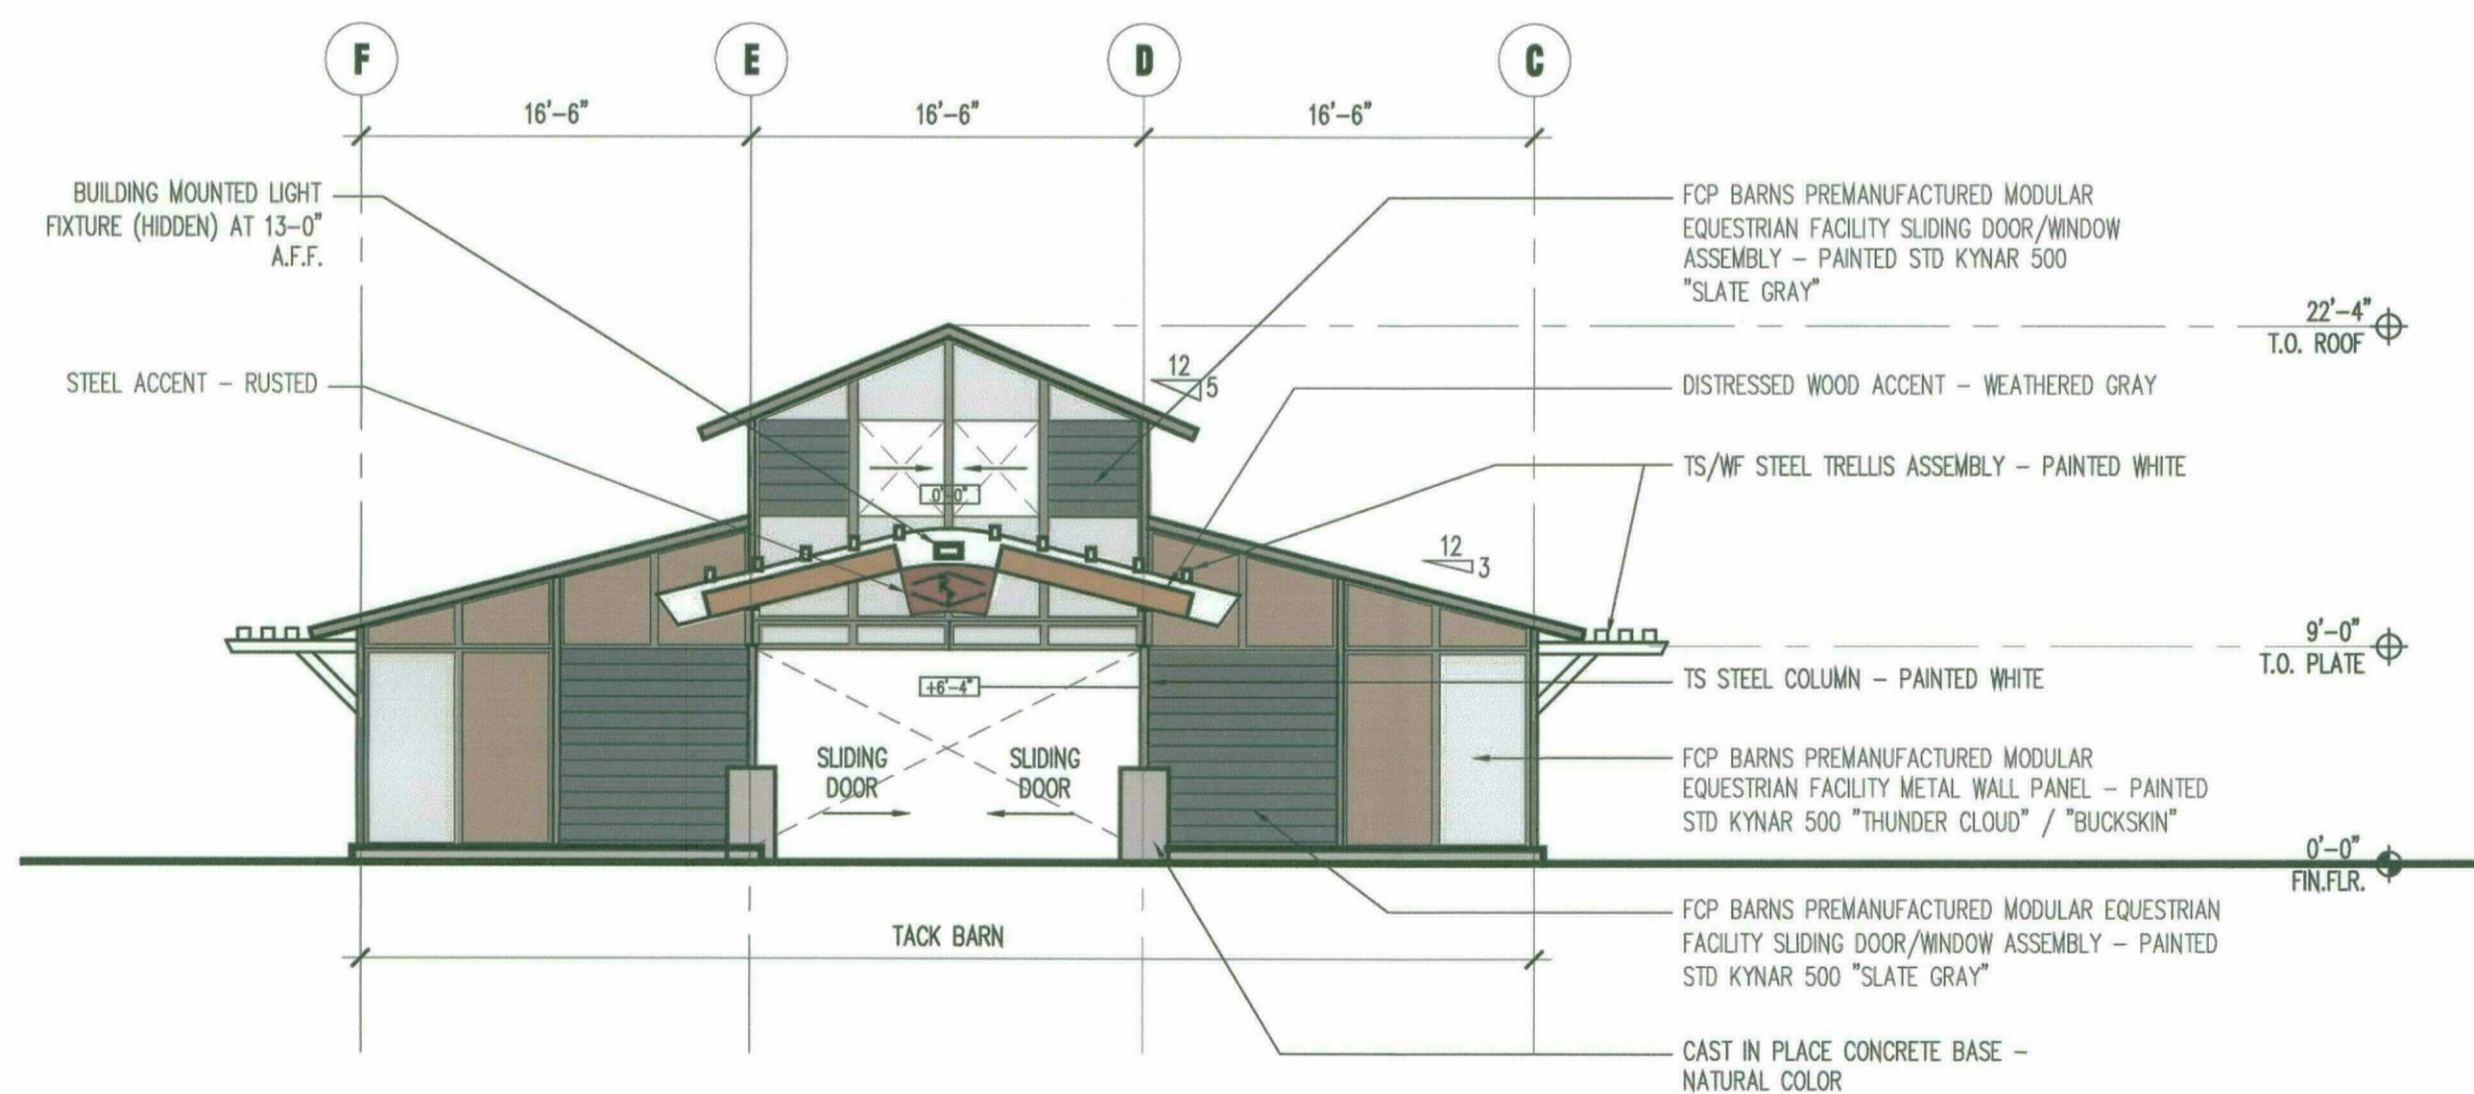 F
E
D
C
16'-6"
16'-6"
16'-6"
BUILDING MOUNTED LIGHT
FIXTURE (HIDDEN) AT 13-0"
A.F.F.
STEEL ACCENT – RUSTED
FCP BARNS PREMANUFACTURED MODULAR
EQUESTRIAN FACILITY SLIDING DOOR/WINDOW
ASSEMBLY – PAINTED STD KYNAR 500
"SLATE GRAY"
22'-4"
T.O. ROOF
12
5
DISTRESSED WOOD ACCENT – WEATHERED GRAY
TS/WF STEEL TRELLIS ASSEMBLY – PAINTED WHITE
0'-0"
12
3
9'-0"
T.O. PLATE
+6'-4"
TS STEEL COLUMN – PAINTED WHITE
SLIDING
DOOR
SLIDING
DOOR
FCP BARNS PREMANUFACTURED MODULAR
EQUESTRIAN FACILITY METAL WALL PANEL – PAINTED
STD KYNAR 500 "THUNDER CLOUD" / "BUCKSKIN"
0'-0"
FIN.FLR.
TACK BARN
FCP BARNS PREMANUFACTURED MODULAR EQUESTRIAN
FACILITY SLIDING DOOR/WINDOW ASSEMBLY – PAINTED
STD KYNAR 500 "SLATE GRAY"
CAST IN PLACE CONCRETE BASE –
NATURAL COLOR